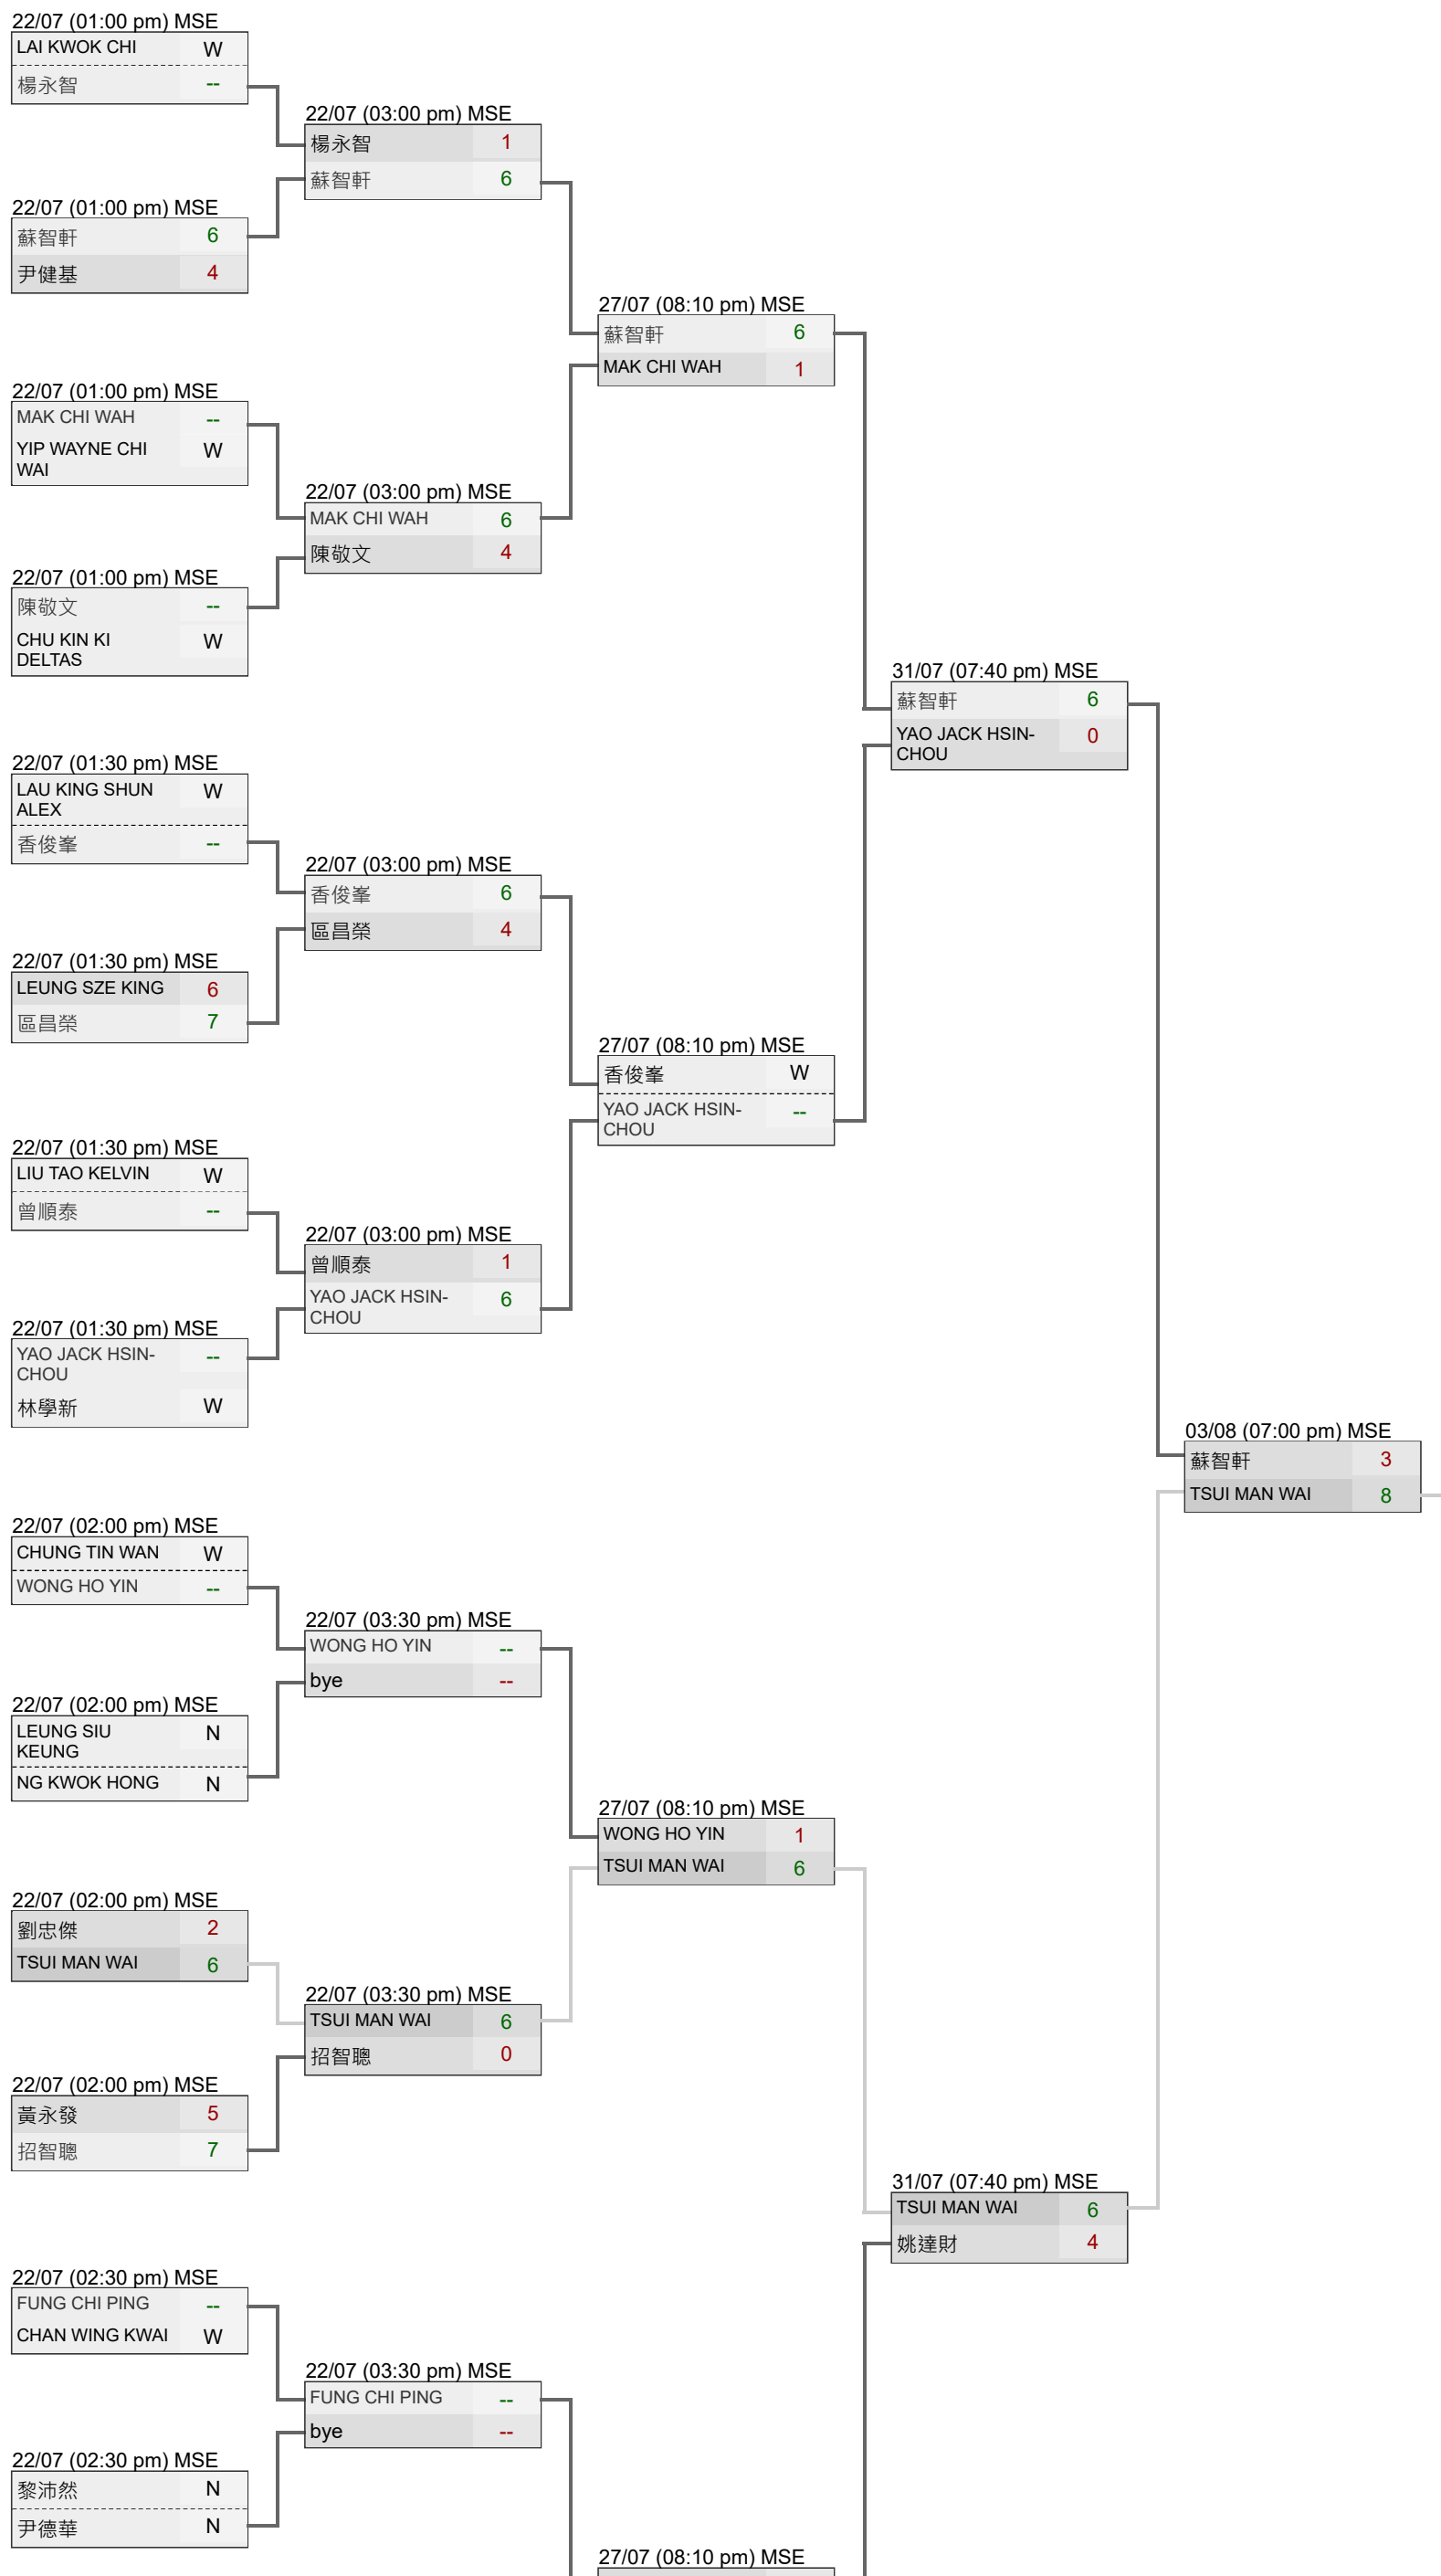 22/07 (01:00 pm) MSE
LAI KWOK CHI W
楊永智 --
22/07 (03:00 pm) MSE
楊永智 1
蘇智軒 6
22/07 (01:00 pm) MSE
蘇智軒 6
尹健基 4
27/07 (08:10 pm) MSE
蘇智軒 6
MAK CHI WAH 1
22/07 (01:00 pm) MSE
MAK CHI WAH --
YIP WAYNE CHI W
WAI
22/07 (03:00 pm) MSE
MAK CHI WAH 6
陳敬文 4
22/07 (01:00 pm) MSE
陳敬文 --
CHU KIN KI W
DELTAS
31/07 (07:40 pm) MSE
蘇智軒 6
YAO JACK HSIN- 0
CHOU
22/07 (01:30 pm) MSE
LAU KING SHUN W
ALEX
香俊峯 --
22/07 (03:00 pm) MSE
香俊峯 6
區昌榮 4
22/07 (01:30 pm) MSE
LEUNG SZE KING 6
區昌榮 7
27/07 (08:10 pm) MSE
香俊峯 W
YAO JACK HSIN- --
CHOU
22/07 (01:30 pm) MSE
LIU TAO KELVIN W
曾順泰 --
22/07 (03:00 pm) MSE
曾順泰 1
YAO JACK HSIN- 6
CHOU
22/07 (01:30 pm) MSE
YAO JACK HSIN- --
CHOU
林學新 W
03/08 (07:00 pm) MSE
蘇智軒 3
TSUI MAN WAI 8
22/07 (02:00 pm) MSE
CHUNG TIN WAN W
WONG HO YIN --
22/07 (03:30 pm) MSE
WONG HO YIN --
bye --
22/07 (02:00 pm) MSE
LEUNG SIU N
KEUNG
NG KWOK HONG N
27/07 (08:10 pm) MSE
WONG HO YIN 1
TSUI MAN WAI 6
22/07 (02:00 pm) MSE
劉忠傑 2
TSUI MAN WAI 6
22/07 (03:30 pm) MSE
TSUI MAN WAI 6
招智聰 0
22/07 (02:00 pm) MSE
黃永發 5
招智聰 7
31/07 (07:40 pm) MSE
TSUI MAN WAI 6
姚達財 4
22/07 (02:30 pm) MSE
FUNG CHI PING --
CHAN WING KWAI W
22/07 (03:30 pm) MSE
FUNG CHI PING --
bye --
22/07 (02:30 pm) MSE
黎沛然 N
尹德華 N
27/07 (08:10 pm) MSE